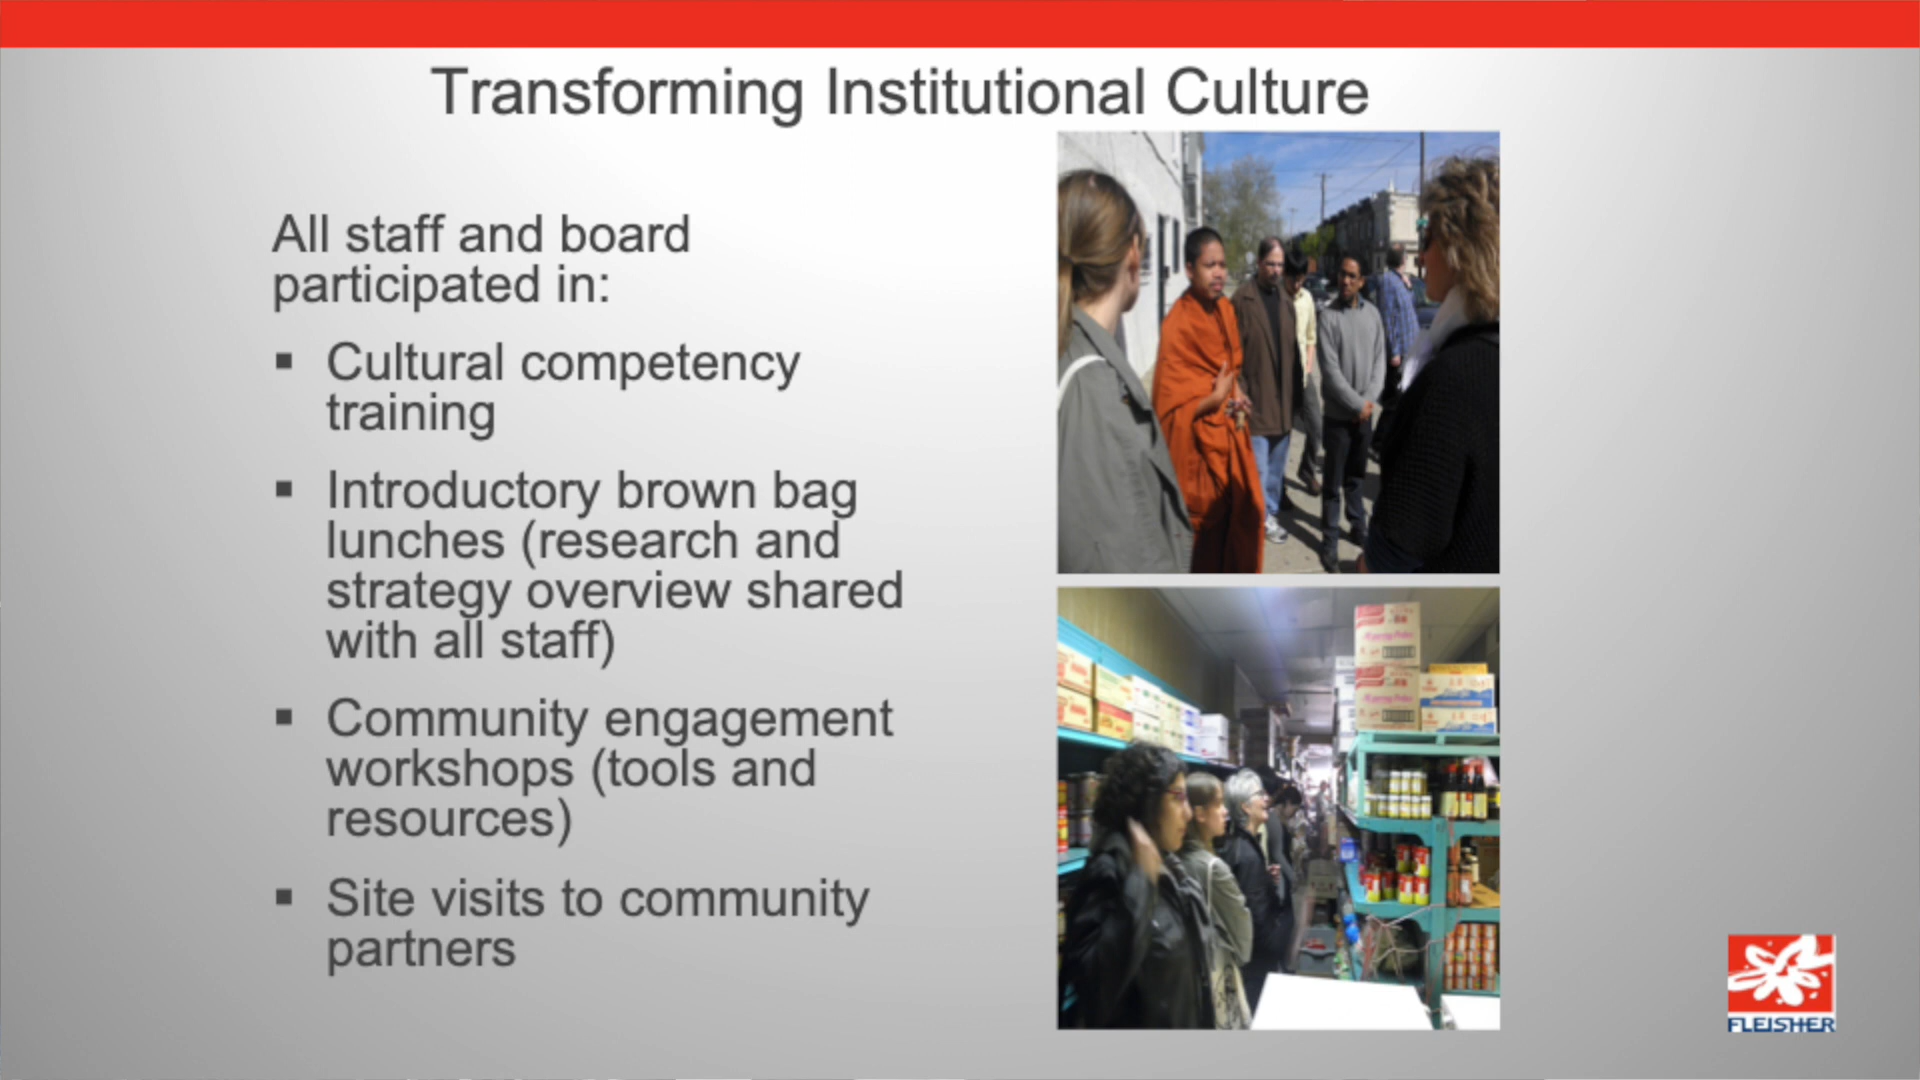 Transforming Institutional Culture
All staff and board
participated in:
▪ Cultural competency
training
▪ Introductory brown bag
lunches (research and
strategy overview shared
with all staff)
▪ Community engagement
workshops (tools and
resources)
▪ Site visits to community
partners
FLEISHER